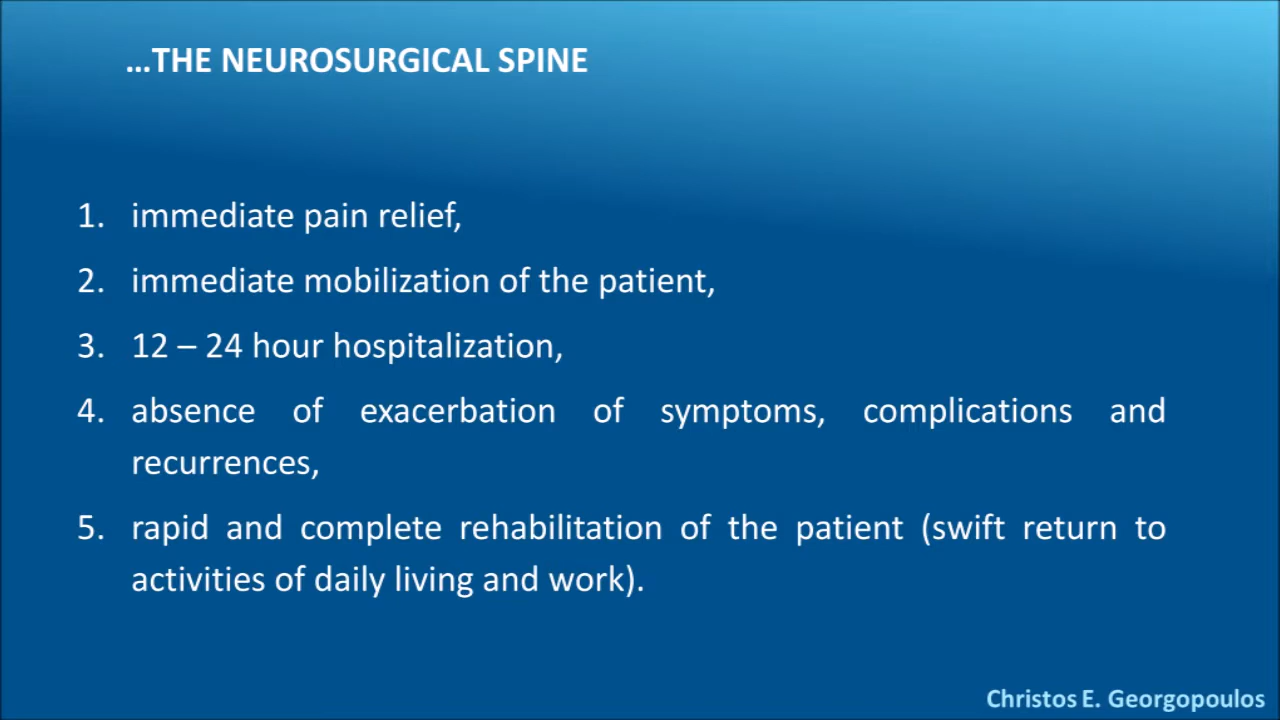 …THE NEUROSURGICAL SPINE
1. immediate pain relief,
2. immediate mobilization of the patient,
3. 12 – 24 hour hospitalization,
4. absence of exacerbation of symptoms, complications and
recurrences,
5. rapid and complete rehabilitation of the patient (swift return to
activities of daily living and work).
Christos E. Georgopoulos